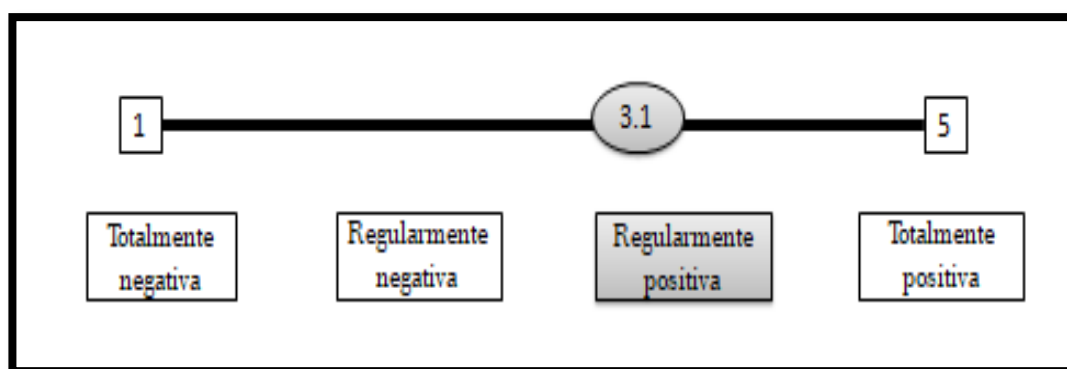 1
3.1
5
Totalmente
negativa
Regularmente
negativa
Regularmente
positiva
Totalmente
positiva